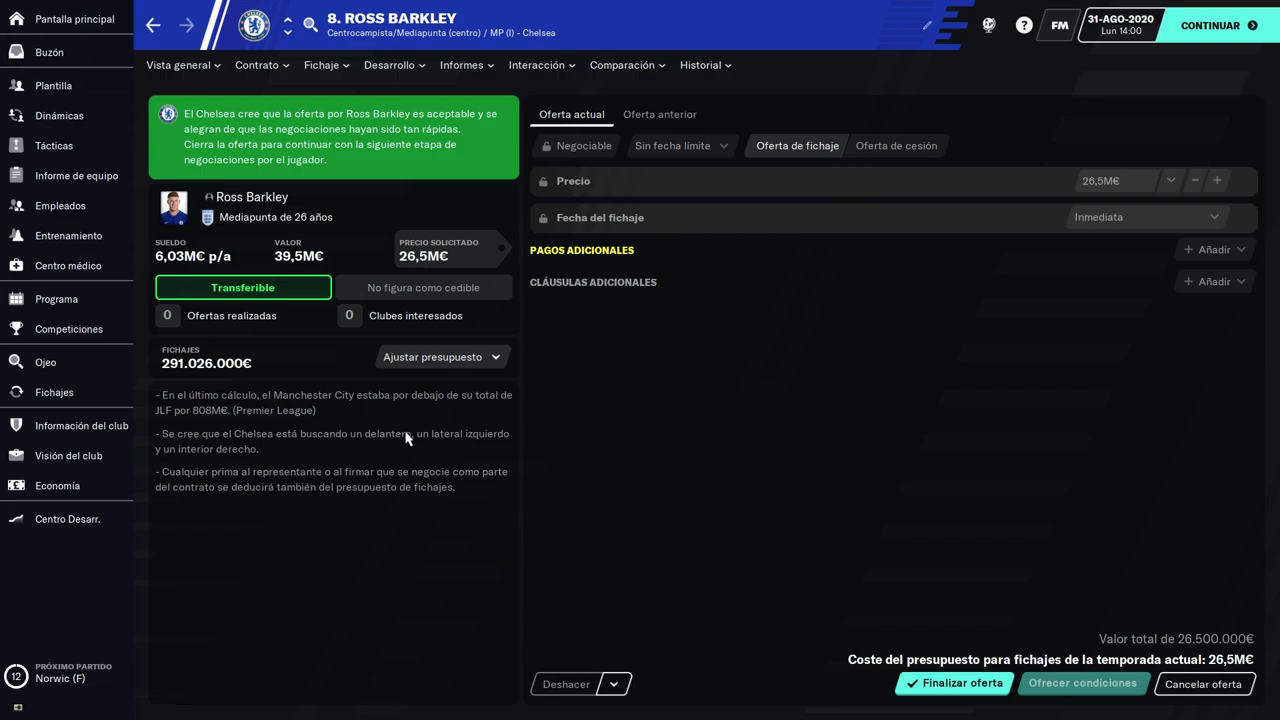 Pantalla principal
Buzón
Plantilla
Dinámicas
Tácticas
Informe de equipo
Empleados
Entrenamiento
Centro médico
Programa
Competiciones
Ojeo
Fichajes
Información del club
Visión del club
Economía
Centro Desarr.
12
PRÓXIMO PARTIDO
Norwic (F)
8. ROSS BARKLEY
Centrocampista/Mediapunta (centro) / MP (I) - Chelsea
FM
31-AGO-2020
Lun 14:00
CONTINUAR
Vista general
Contrato
Fichaje
Desarrollo
Informes
Interacción
Comparación
Historial
El Chelsea cree que la oferta por Ross Barkley es aceptable y se
alegran de que las negociaciones hayan sido tan rápidas.
Cierra la oferta para continuar con la siguiente etapa de
negociaciones por el jugador.
Ross Barkley
Mediapunta de 26 años
SUELDO
6,03M€ p/a
VALOR
39,5M€
PRECIO SOLICITADO
26,5M€
Transferible
No figura como cedible
0 Ofertas realizadas
0 Clubes interesados
FICHAJES
291.026.000€
Ajustar presupuesto
- En el último cálculo, el Manchester City estaba por debajo de su total de
JLF por 808M€. (Premier League)
- Se cree que el Chelsea está buscando un delantero, un lateral izquierdo
y un interior derecho.
- Cualquier prima al representante o al firmar que se negocie como parte
del contrato se deducirá también del presupuesto de fichajes.
Oferta actual
Oferta anterior
Negociable
Sin fecha límite
Oferta de fichaje
Oferta de cesión
Precio
26,5M€
Fecha del fichaje
Inmediata
PAGOS ADICIONALES
Añadir
CLÁUSULAS ADICIONALES
Añadir
Valor total de 26.500.000€
Coste del presupuesto para fichajes de la temporada actual: 26,5M€
Deshacer
Finalizar oferta
Ofrecer condiciones
Cancelar oferta